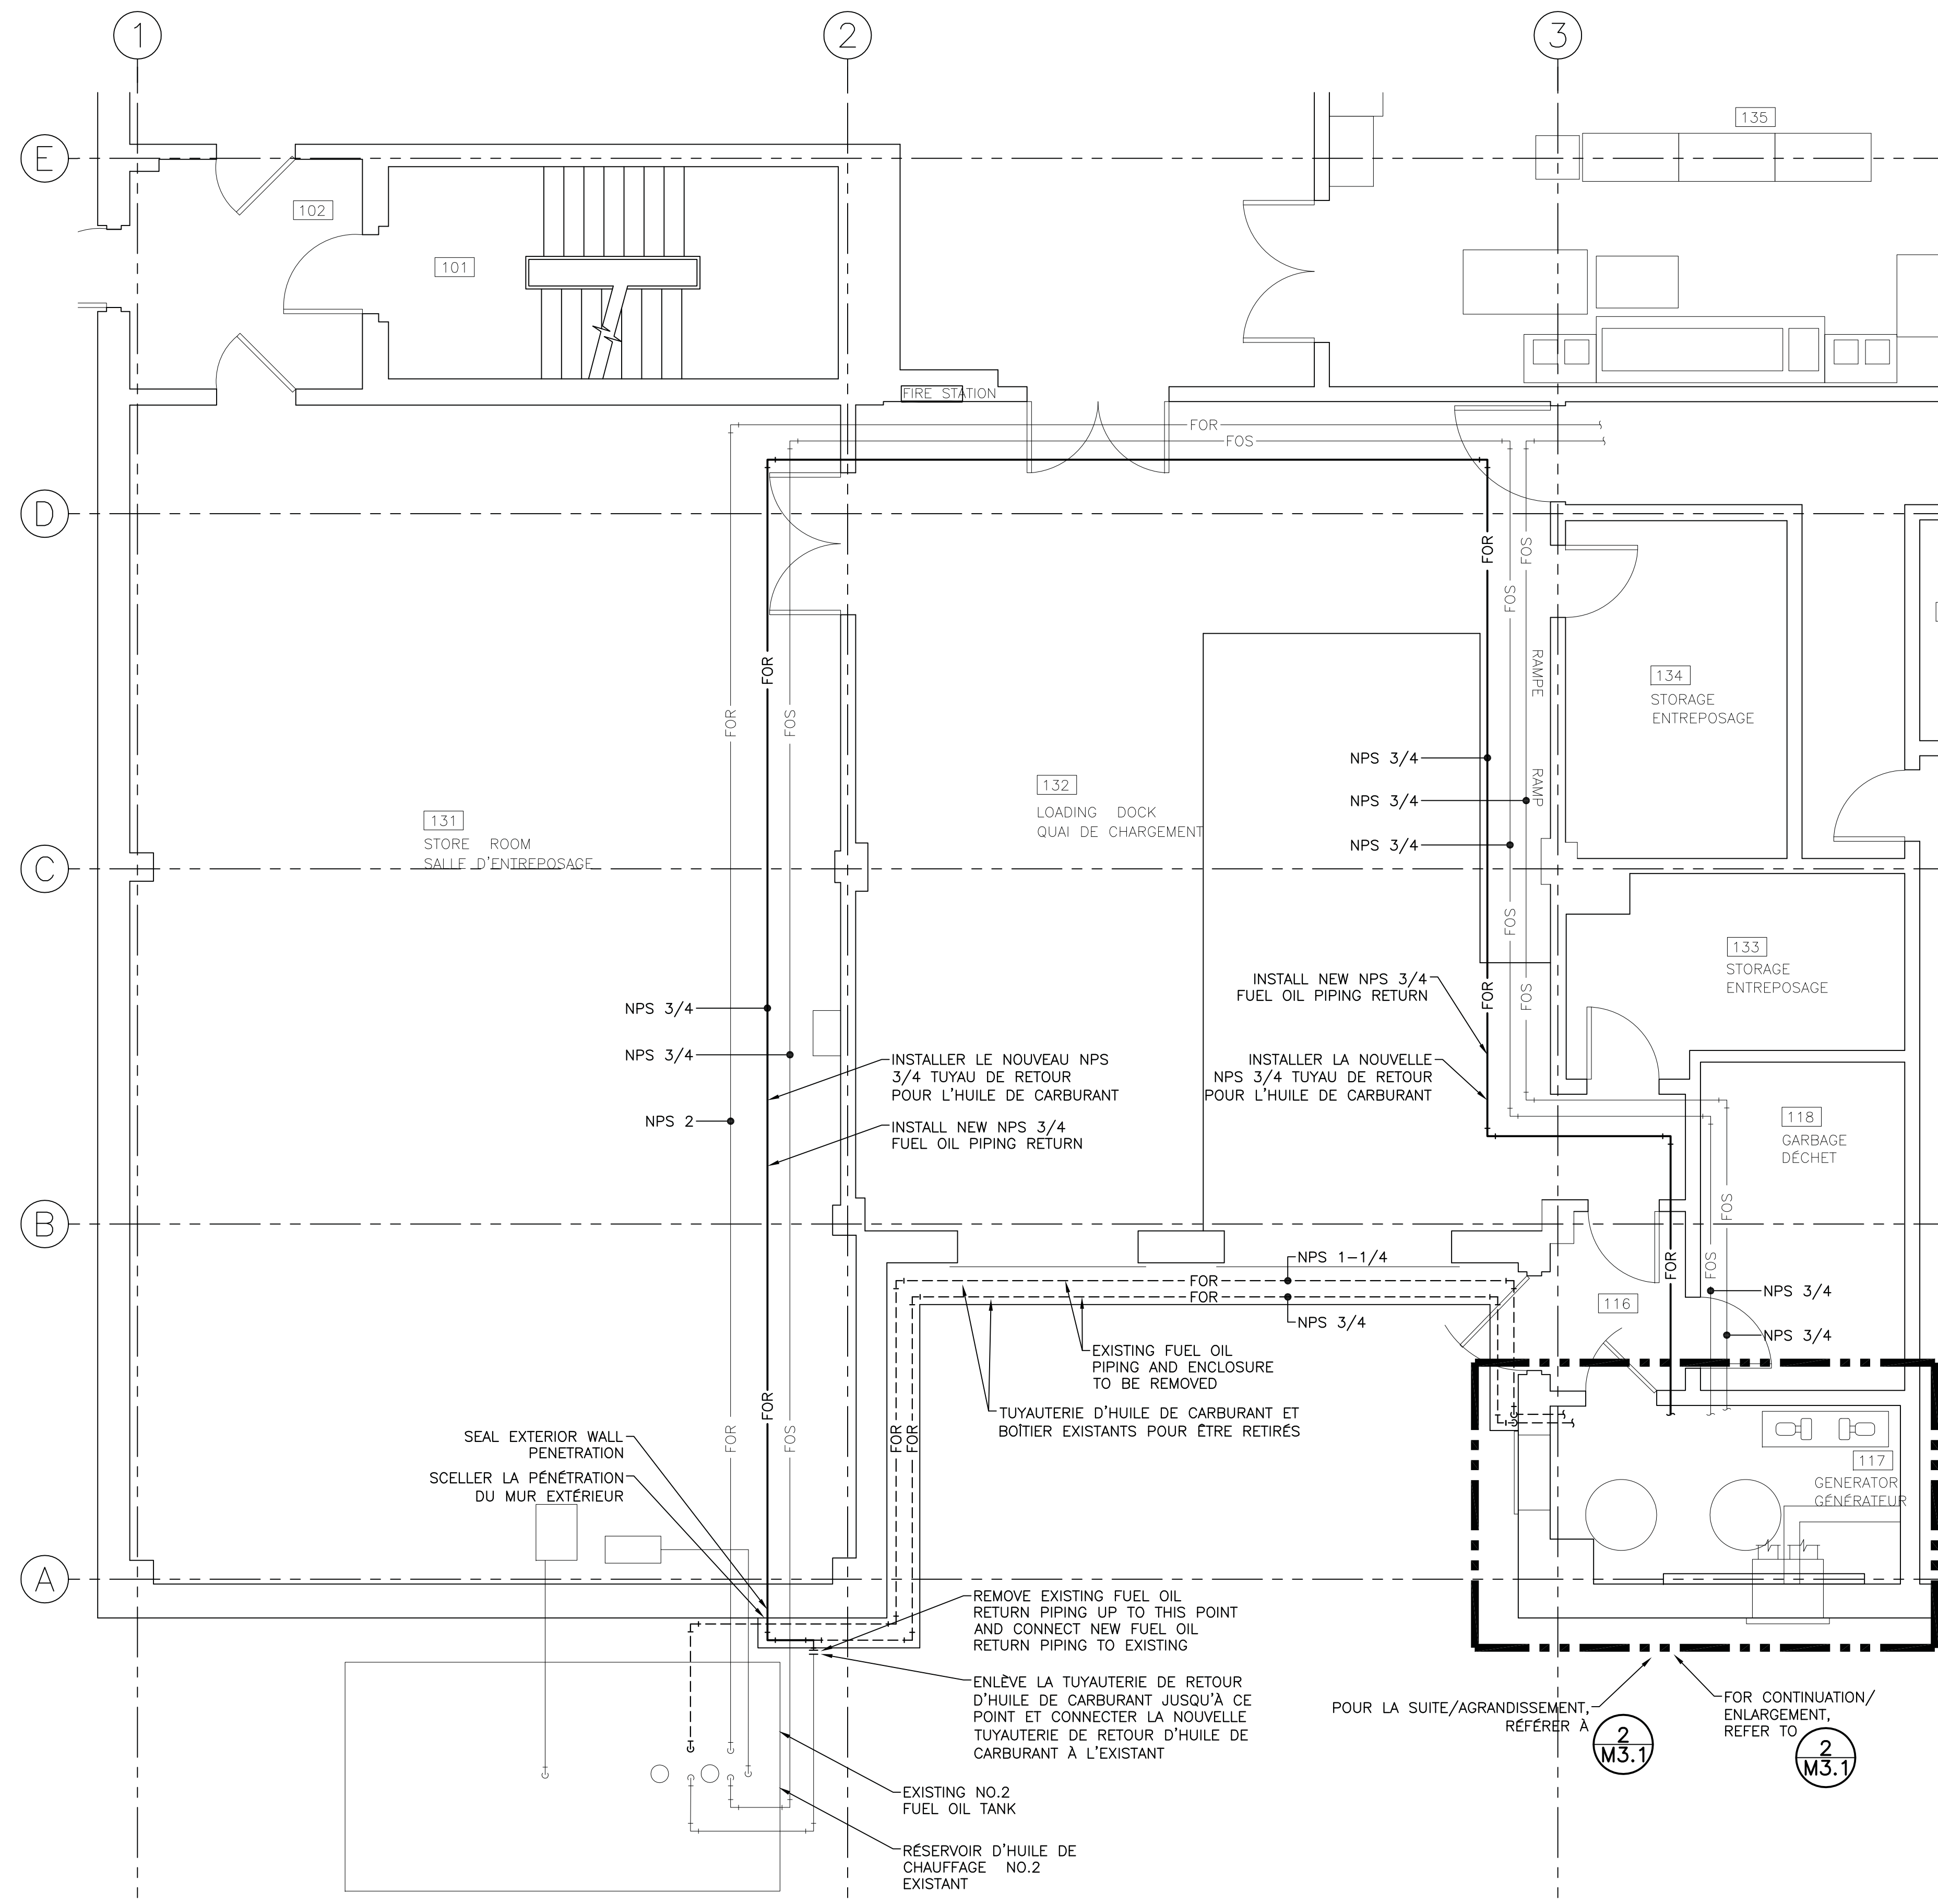 1
2
3
E
135
102
101
FIRE STATION
FOR
FOS
D
FOR
FOS
FOS
FOR
FOR
FOS
RAMPE
134
STORAGE
ENTREPOSAGE
NPS 3/4
RAMP
NPS 3/4
NPS 3/4
132
LOADING DOCK
QUAI DE CHARGEMENT
131
STORE ROOM
SALLE D'ENTREPOSAGE
C
FOS
133
STORAGE
ENTREPOSAGE
INSTALL NEW NPS 3/4
FUEL OIL PIPING RETURN
FOR
FOS
NPS 3/4
NPS 3/4
NPS 2
INSTALLER LE NOUVEAU NPS
3/4 TUYAU DE RETOUR
POUR L'HUILE DE CARBURANT
INSTALL NEW NPS 3/4
FUEL OIL PIPING RETURN
INSTALLER LA NOUVELLE
NPS 3/4 TUYAU DE RETOUR
POUR L'HUILE DE CARBURANT
118
GARBAGE
DÉCHET
B
FOS
FOR
FOS
NPS 1-1/4
FOR
FOR
NPS 3/4
NPS 3/4
NPS 3/4
116
EXISTING FUEL OIL
PIPING AND ENCLOSURE
TO BE REMOVED
TUYAUTERIE D'HUILE DE CARBURANT ET
BOÎTIER EXISTANTS POUR ÊTRE RETIRÉS
FOR
FOR
FOS
FOR
FOR
SEAL EXTERIOR WALL
PENETRATION
SCELLER LA PÉNÉTRATION
DU MUR EXTÉRIEUR
117
GENERATOR
GÉNÉRATEUR
A
REMOVE EXISTING FUEL OIL
RETURN PIPING UP TO THIS POINT
AND CONNECT NEW FUEL OIL
RETURN PIPING TO EXISTING
ENLÈVE LA TUYAUTERIE DE RETOUR
D'HUILE DE CARBURANT JUSQU'À CE
POINT ET CONNECTER LA NOUVELLE
TUYAUTERIE DE RETOUR D'HUILE DE
CARBURANT À L'EXISTANT
POUR LA SUITE/AGRANDISSEMENT,
RÉFÉRER À
2
M3.1
FOR CONTINUATION/
ENLARGEMENT,
REFER TO
2
M3.1
EXISTING NO.2
FUEL OIL TANK
RÉSERVOIR D'HUILE DE
CHAUFFAGE NO.2
EXISTANT